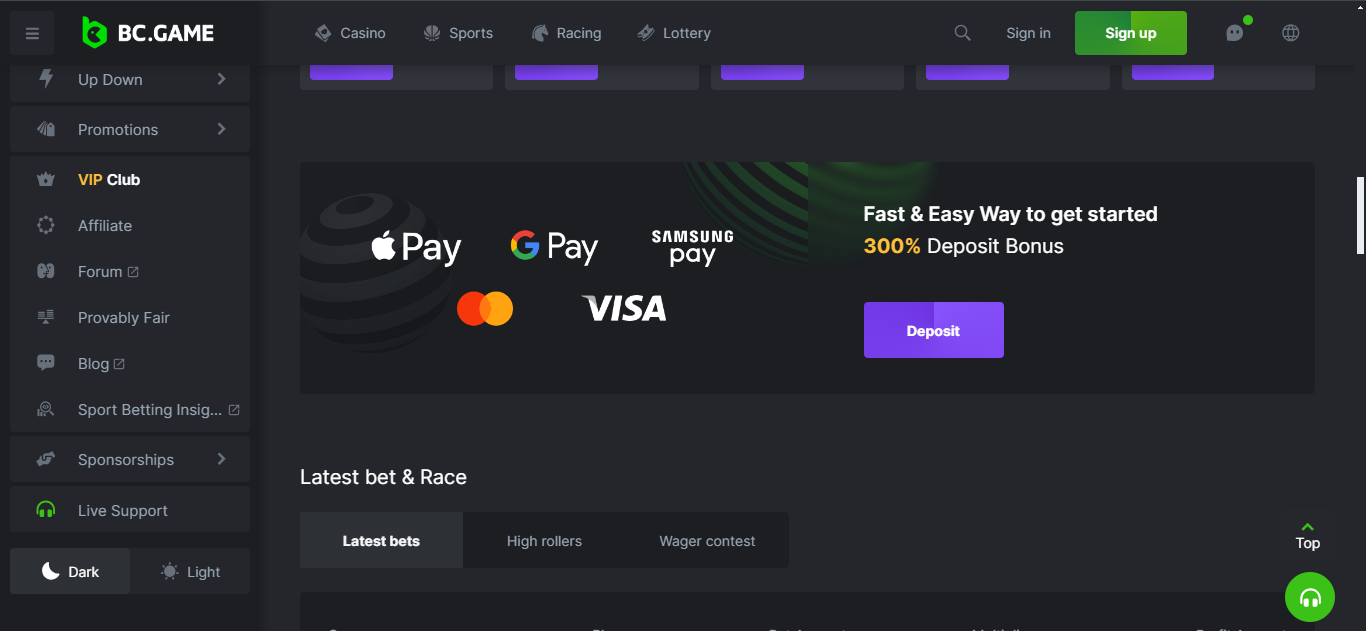 BC.GAME
Casino
Sports
Racing
Lottery
Sign in
Sign up
Up Down
Promotions
VIP Club
Affiliate
Forum
Provably Fair
Blog
Sport Betting Insig...
Sponsorships
Live Support
Dark
Light
Pay
G Pay
SAMSUNG
pay
VISA
Fast & Easy Way to get started
300% Deposit Bonus
Deposit
Latest bet & Race
Latest bets
High rollers
Wager contest
Top